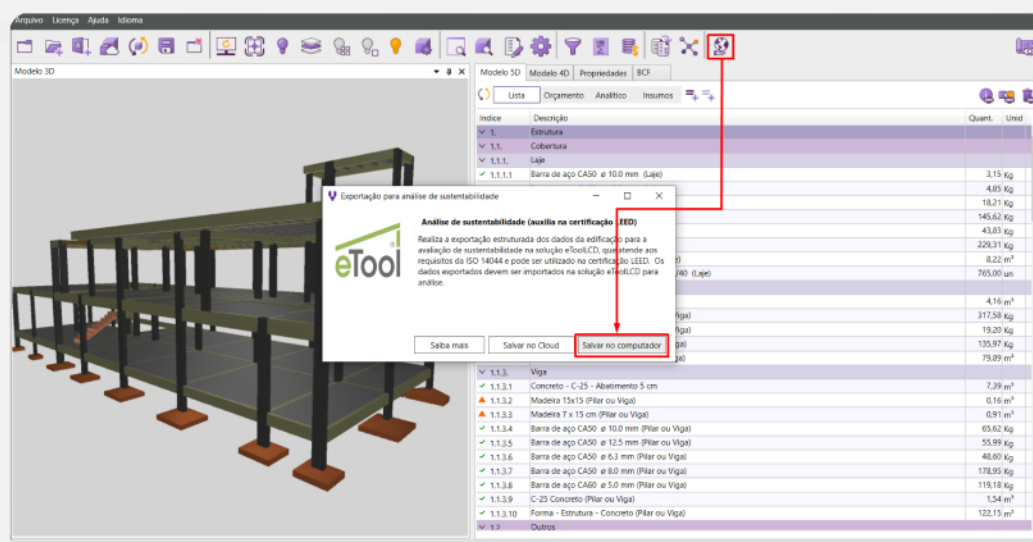 Arquivo Licença Ajuda Idioma
Modelo 3D
Modelo 5D Modelo 4D Propriedades BCF
Lista Orçamento Analítico Insumos
Indice Descrição Quant. Unid
1. Estrutura
1.1. Cobertura
1.1.1. Laje
1.1.1.1 Barra de aço CA50 ø 10.0 mm (Laje) 3,15 Kg
4,85 Kg
18,21 Kg
145,62 Kg
43,83 Kg
229,31 Kg
8,22 m³
/40 (Laje) 765,00 un
4,16 m³
317,58 Kg
19,20 Kg
135,97 Kg
79,89 m²
Exportação para análise de sustentabilidade
eTool
Análise de sustentabilidade (auxilia na certificação LEED)
Realiza a exportação estruturada dos dados da edificação para a
avaliação de sustentabilidade na solução eToolLCD, que atende aos
requisitos da ISO 14044 e pode ser utilizado na certificação LEED. Os
dados exportados devem ser importados na solução eToolLCD para
análise.
Saiba mais Salvar no Cloud Salvar no computador
1.1.3. Viga
1.1.3.1 Concreto - C-25 - Abatimento 5 cm 7,39 m³
1.1.3.2 Madeira 15x15 (Pilar ou Viga) 0,16 m³
1.1.3.3 Madeira 7 x 15 cm (Pilar ou Viga) 0,91 m³
1.1.3.4 Barra de aço CA50 ø 10.0 mm (Pilar ou Viga) 65,62 Kg
1.1.3.5 Barra de aço CA50 ø 12.5 mm (Pilar ou Viga) 55,99 Kg
1.1.3.6 Barra de aço CA50 ø 6.3 mm (Pilar ou Viga) 48,60 Kg
1.1.3.7 Barra de aço CA50 ø 8.0 mm (Pilar ou Viga) 178,95 Kg
1.1.3.8 Barra de aço CA60 ø 5.0 mm (Pilar ou Viga) 119,18 Kg
1.1.3.9 C-25 Concreto (Pilar ou Viga) 1,54 m³
1.1.3.10 Forma - Estrutura - Concreto (Pilar ou Viga) 122,15 m²
1.2. Outros